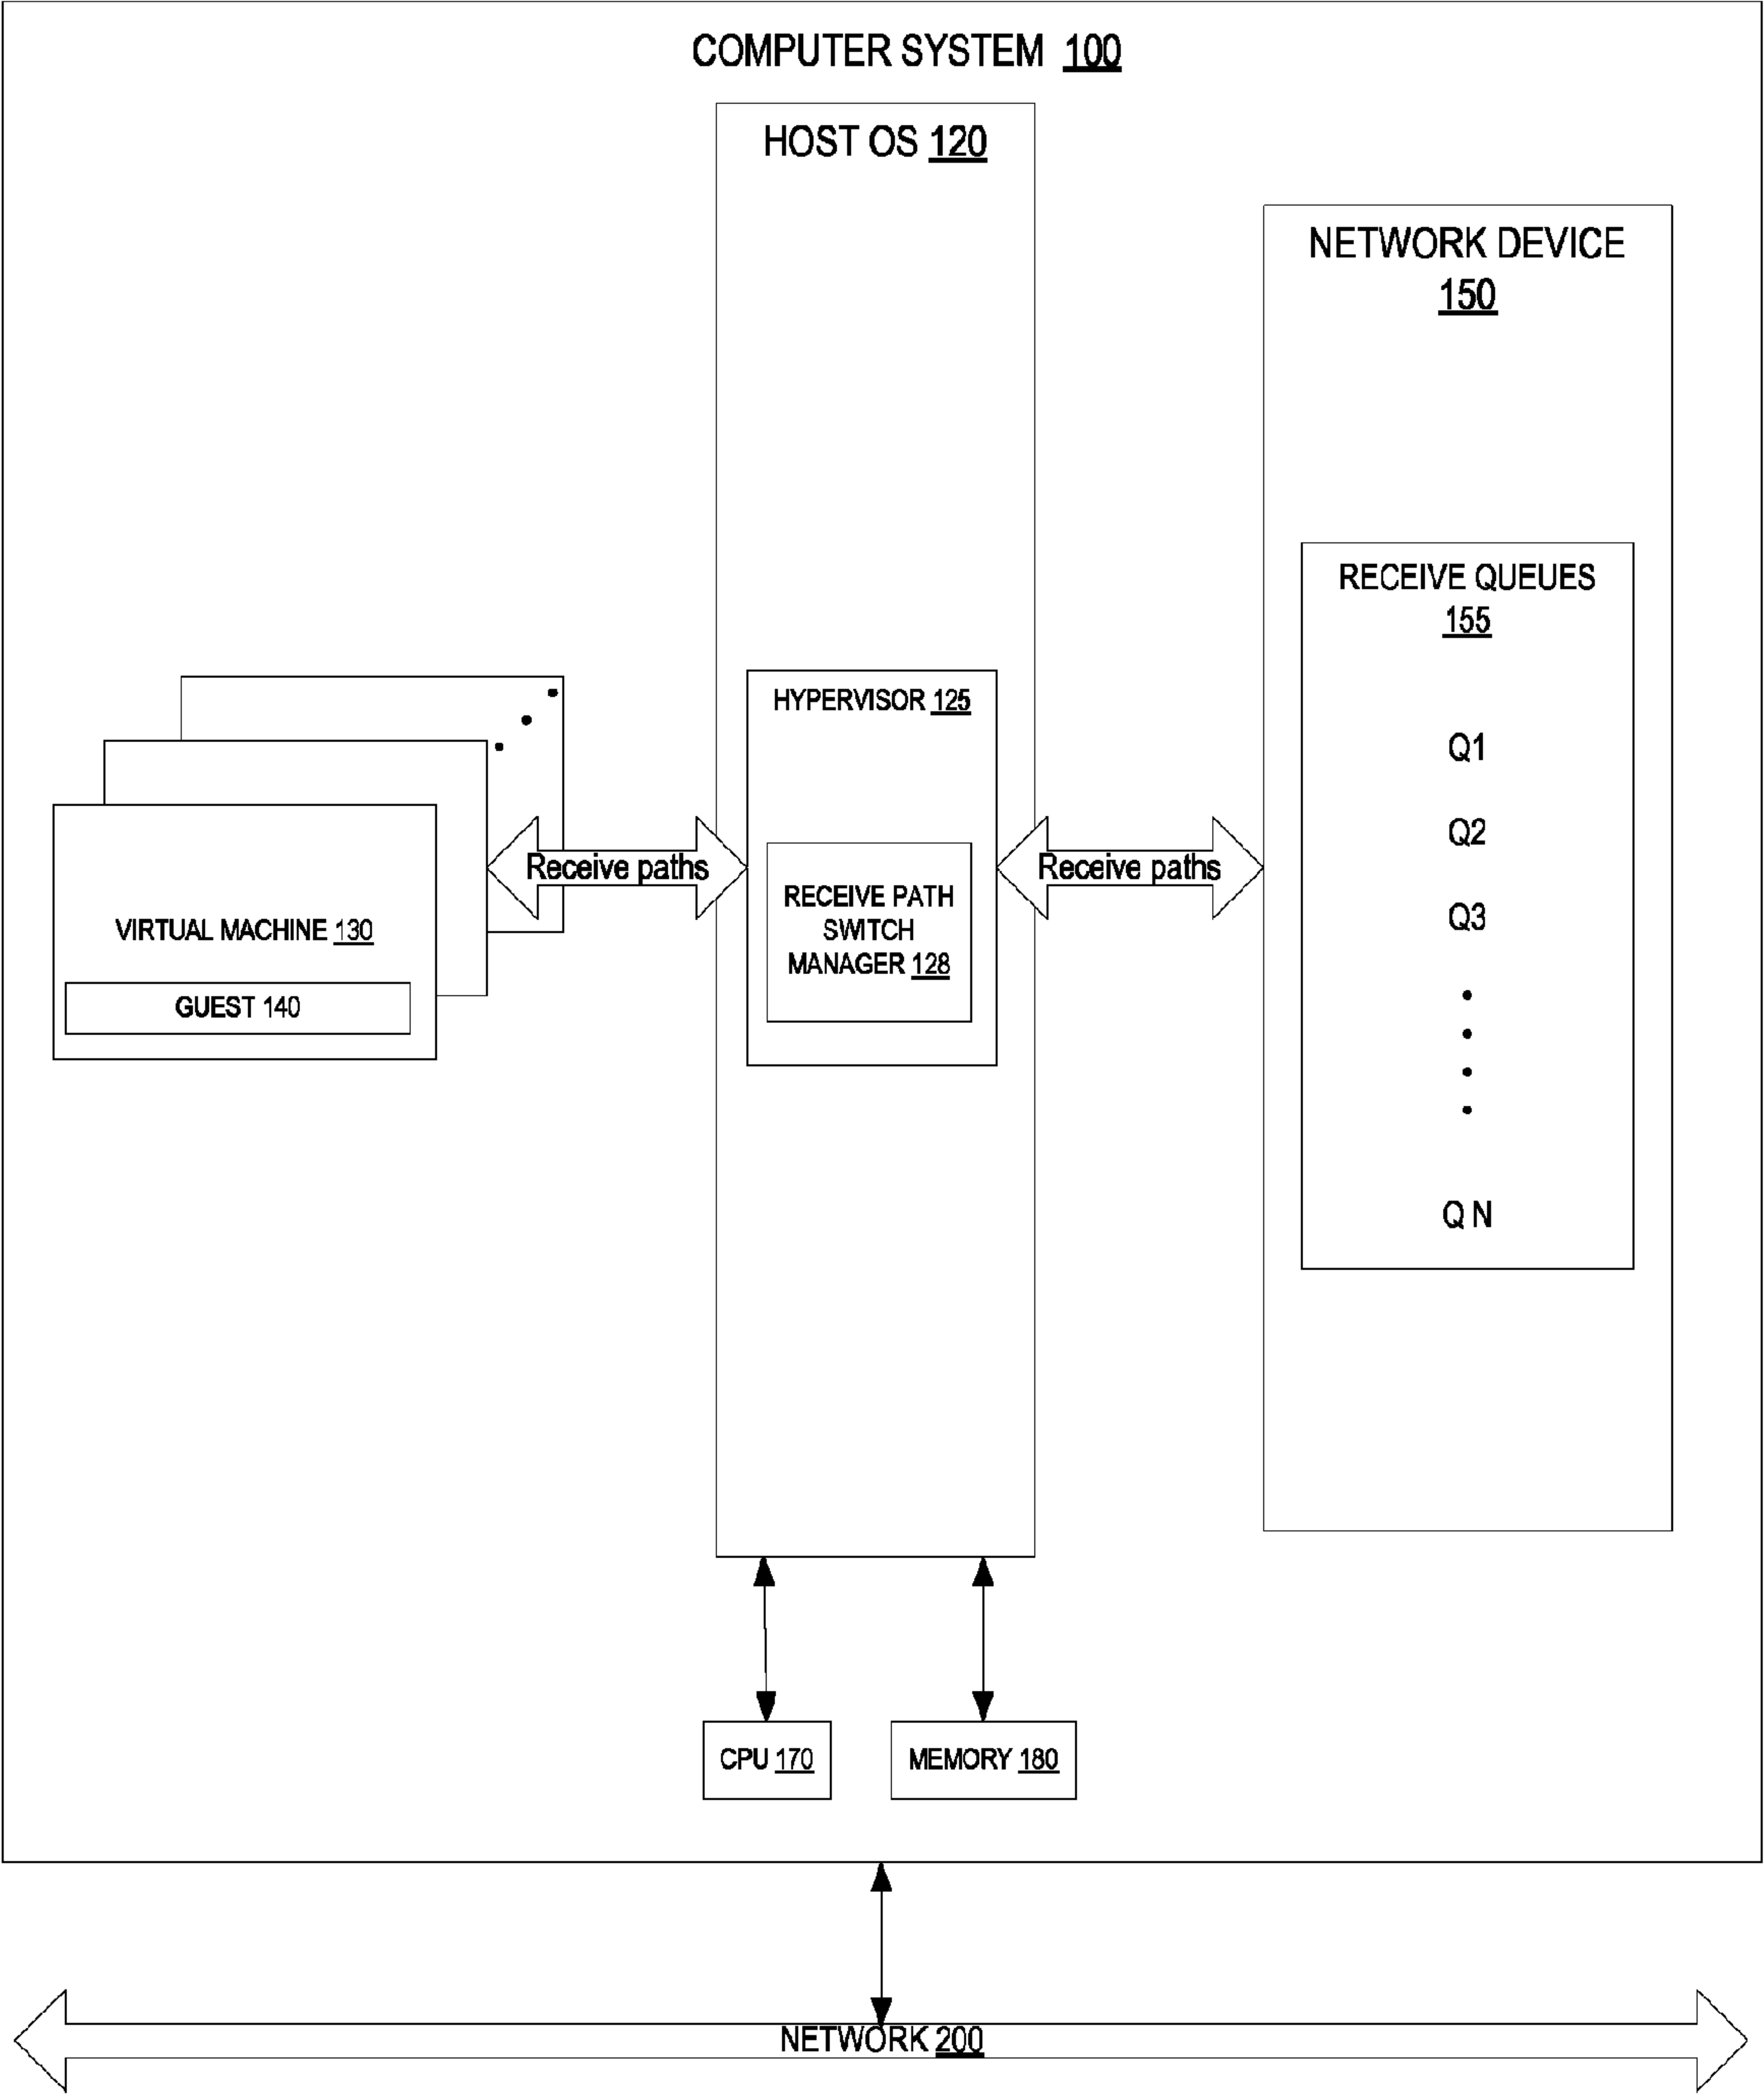 COMPUTER SYSTEM 100
HOST OS 120
NETWORK DEVICE
150
RECEIVE QUEUES
155
HYPERVISOR 125
Q1
Q2
Receive paths
Receive paths
RECEIVE PATH
SWITCH
MANAGER 128
Q3
VIRTUAL MACHINE 130
GUEST 140
Q N
CPU 170
MEMORY 180
NETWORK 200